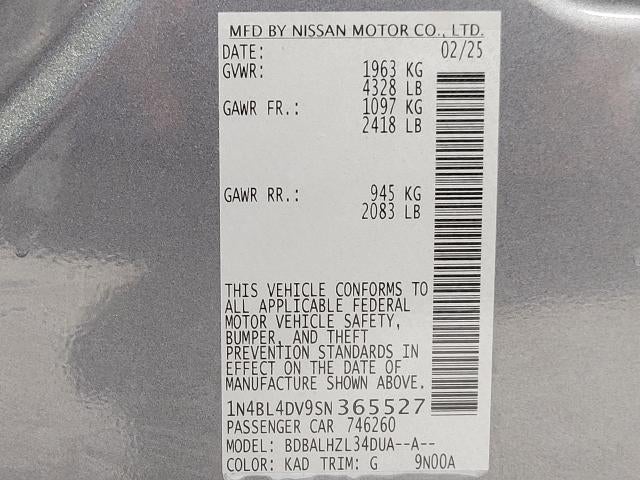 MFD BY NISSAN MOTOR CO., LTD.
DATE: 02/25
GVWR: 1963 KG
4328 LB
GAWR FR.: 1097 KG
2418 LB
GAWR RR.: 945 KG
2083 LB
THIS VEHICLE CONFORMS TO
ALL APPLICABLE FEDERAL
MOTOR VEHICLE SAFETY,
BUMPER, AND THEFT
PREVENTION STANDARDS IN
EFFECT ON THE DATE OF
MANUFACTURE SHOWN ABOVE.
1N4BL4DV9SN365527
PASSENGER CAR 746260
MODEL: BDBALHZL34DUA--A--
COLOR: KAD TRIM: G 9N00A